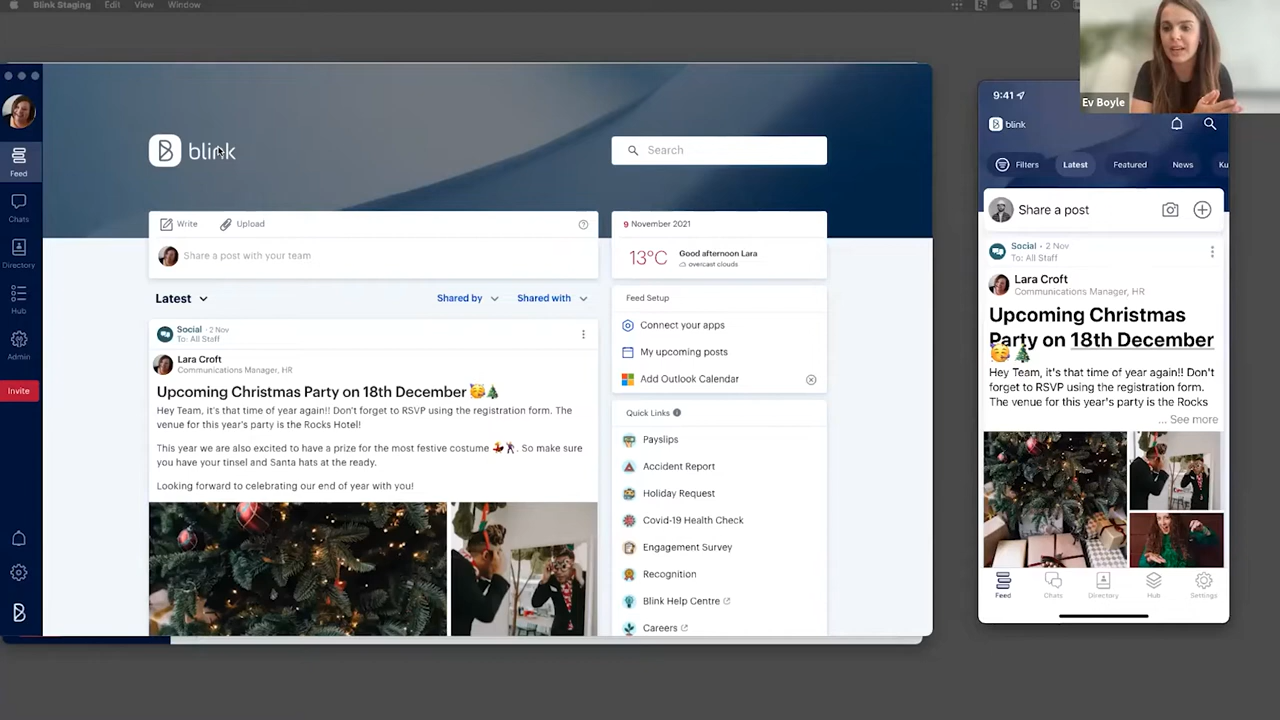 Blink Staging Edit View Window
Ev Boyle
Feed
Chats
Directory
Hub
Admin
Invite
blink
Search
Write
Upload
Share a post with your team
Latest
Shared by
Shared with
Social · 2 Nov
To: All Staff
Lara Croft
Communications Manager, HR
Upcoming Christmas Party on 18th December 🥳🎄
Hey Team, it's that time of year again!! Don't forget to RSVP using the registration form. The
venue for this year's party is the Rocks Hotel!
This year we are also excited to have a prize for the most festive costume 💃🕺. So make sure
you have your tinsel and Santa hats at the ready.
Looking forward to celebrating our end of year with you!
9 November 2021
13°C
Good afternoon Lara
overcast clouds
Feed Setup
Connect your apps
My upcoming posts
Add Outlook Calendar
Quick Links
Payslips
Accident Report
Holiday Request
Covid-19 Health Check
Engagement Survey
Recognition
Blink Help Centre
Careers
9:41
blink
Filters
Latest
Featured
News
Ku
Share a post
Social · 2 Nov
To: All Staff
Lara Croft
Communications Manager, HR
Upcoming Christmas
Party on 18th December
🥳🎄
Hey Team, it's that time of year again!! Don't
forget to RSVP using the registration form.
The venue for this year's party is the Rocks
... See more
Feed
Chats
Directory
Hub
Settings